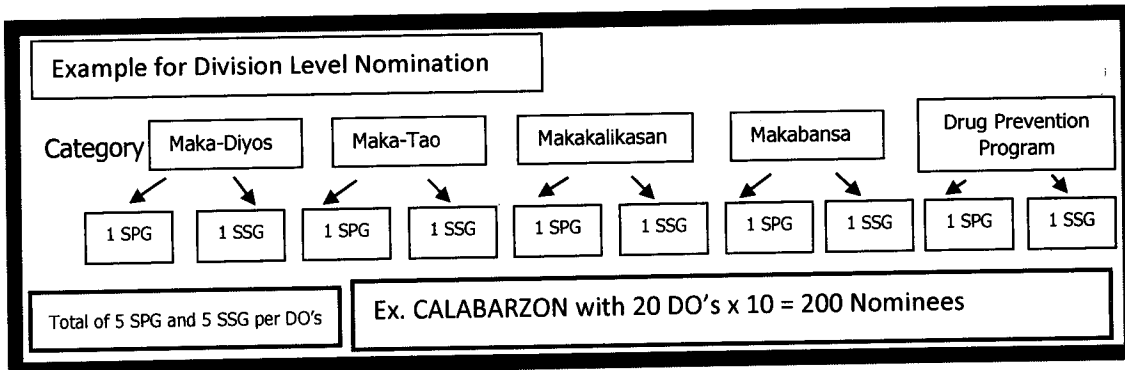 Example for Division Level Nomination
Category
Maka-Diyos
Maka-Tao
Makakalikasan
Makabansa
Drug Prevention
Program
1 SPG
1 SSG
1 SPG
1 SSG
1 SPG
1 SSG
1 SPG
1 SSG
1 SPG
1 SSG
Total of 5 SPG and 5 SSG per DO's
Ex. CALABARZON with 20 DO's x 10 = 200 Nominees